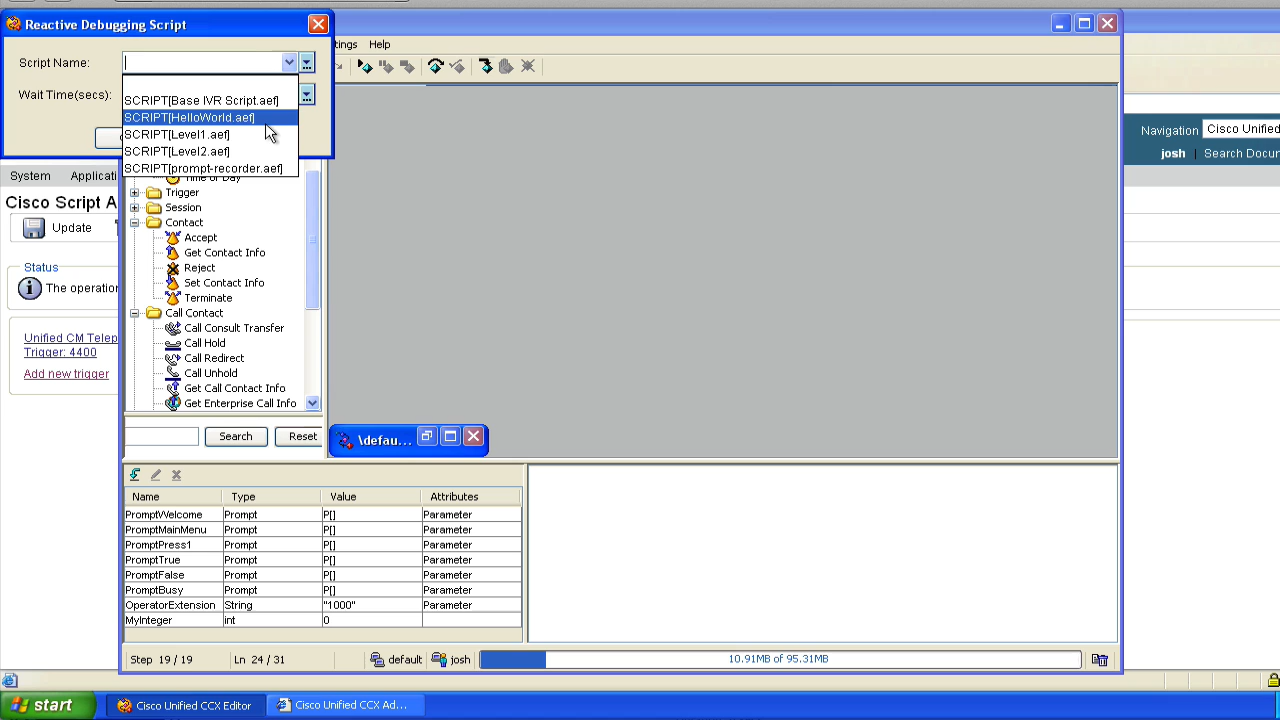 Reactive Debugging Script
Script Name:
Wait Time(secs):
SCRIPT[Base IVR Script.aef]
SCRIPT[HelloWorld.aef]
SCRIPT[Level1.aef]
SCRIPT[Level2.aef]
SCRIPT[prompt-recorder.aef]
Help
Navigation
Cisco Unified
josh
Search
System
Cisco Script
Update
Status
The
Unified CM
Trigger: 4400
Add new trigger
Time of Day
Trigger
Session
Contact
Accept
Get Contact Info
Reject
Set Contact Info
Terminate
Call Contact
Call Consult Transfer
Call Hold
Call Redirect
Call Unhold
Get Call Contact Info
Get Enterprise Call Info
Search
Reset
\defau...
Name Type Value Attributes
PromptWelcome Prompt P[] Parameter
PromptMainMenu Prompt P[] Parameter
PromptPress1 Prompt P[] Parameter
PromptTrue Prompt P[] Parameter
PromptFalse Prompt P[] Parameter
PromptBusy Prompt P[] Parameter
OperatorExtension String "1000" Parameter
MyInteger int 0
Step 19 / 19 Ln 24 / 31 default josh 10.91MB of 95.31MB
start Cisco Unified CCX Editor Cisco Unified CCX Ad...